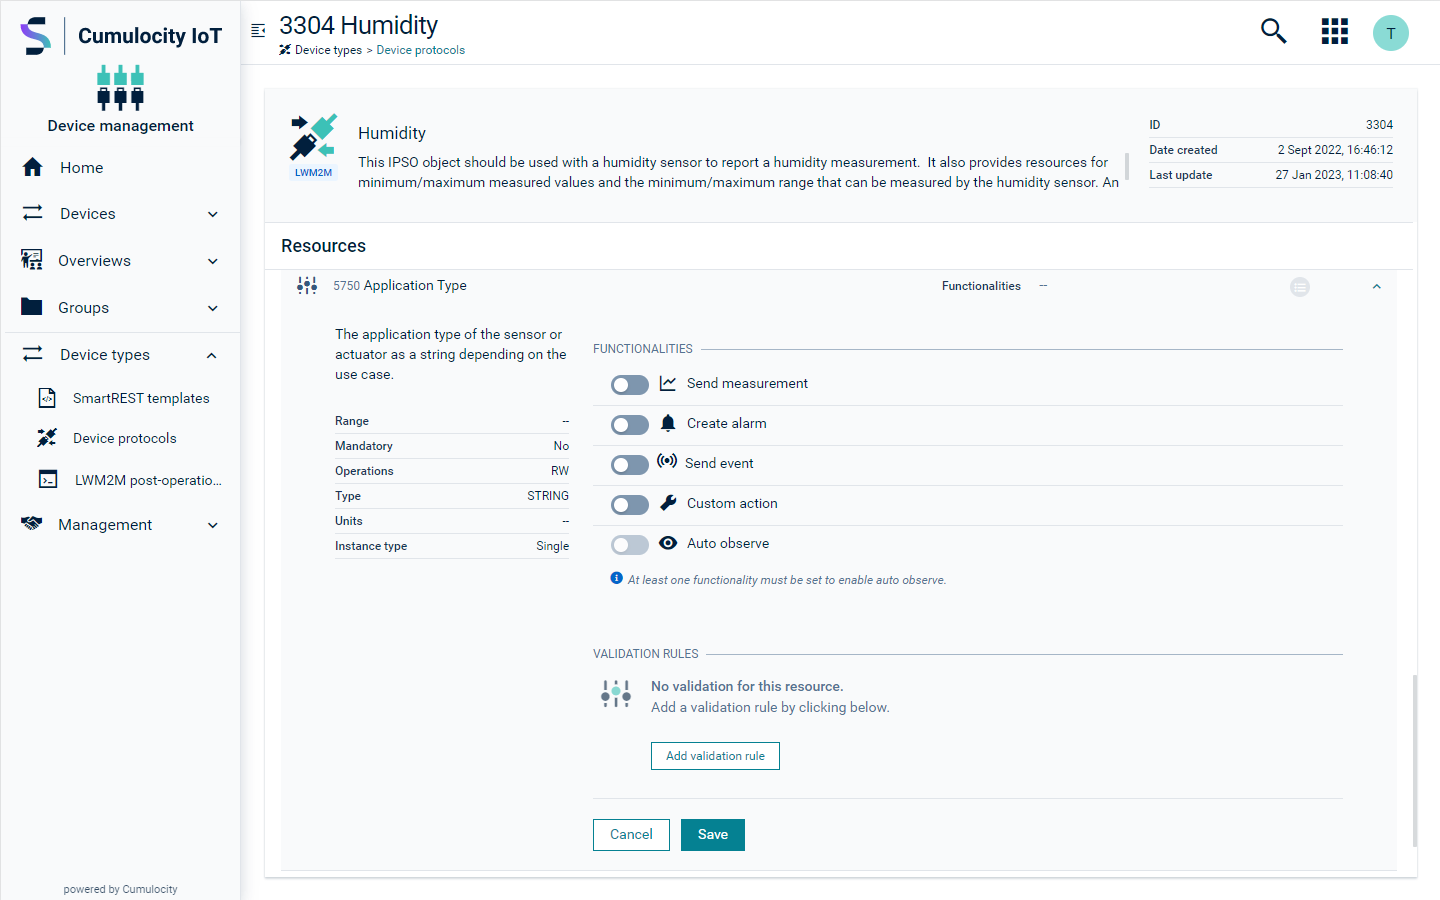 Cumulocity IoT
Device management
Home
Devices
Overviews
Groups
Device types
SmartREST templates
Device protocols
LWM2M post-operatio...
Management
powered by Cumulocity
3304 Humidity
Device types > Device protocols
T
LWM2M
Humidity
This IPSO object should be used with a humidity sensor to report a humidity measurement. It also provides resources for
minimum/maximum measured values and the minimum/maximum range that can be measured by the humidity sensor. An
ID 3304
Date created 2 Sept 2022, 16:46:12
Last update 27 Jan 2023, 11:08:40
Resources
5750 Application Type Functionalities --
The application type of the sensor or
actuator as a string depending on the
use case.
Range --
Mandatory No
Operations RW
Type STRING
Units --
Instance type Single
FUNCTIONALITIES
Send measurement
Create alarm
Send event
Custom action
Auto observe
At least one functionality must be set to enable auto observe.
VALIDATION RULES
No validation for this resource.
Add a validation rule by clicking below.
Add validation rule
Cancel Save